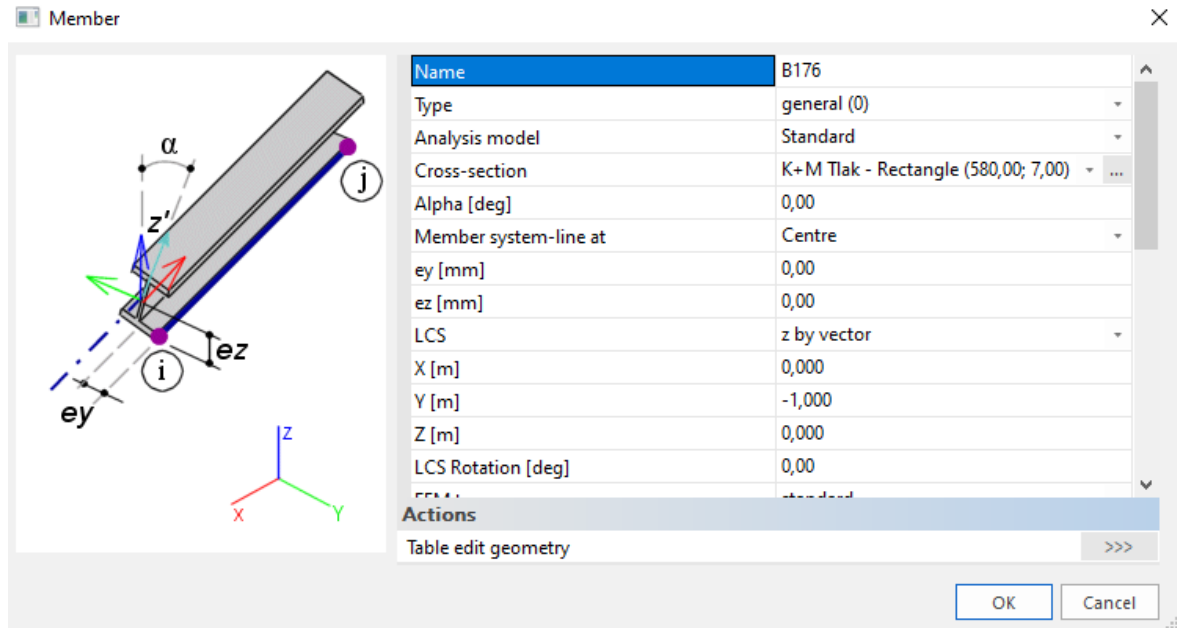 Member
Name B176
Type general (0)
Analysis model Standard
Cross-section K+M Tlak - Rectangle (580,00; 7,00) ...
Alpha [deg] 0,00
Member system-line at Centre
ey [mm] 0,00
ez [mm] 0,00
LCS z by vector
X [m] 0,000
Y [m] -1,000
Z [m] 0,000
LCS Rotation [deg] 0,00
standard
Actions
Table edit geometry >>>
OK Cancel
α
j
z'
ez
i
ey
Z
X
Y